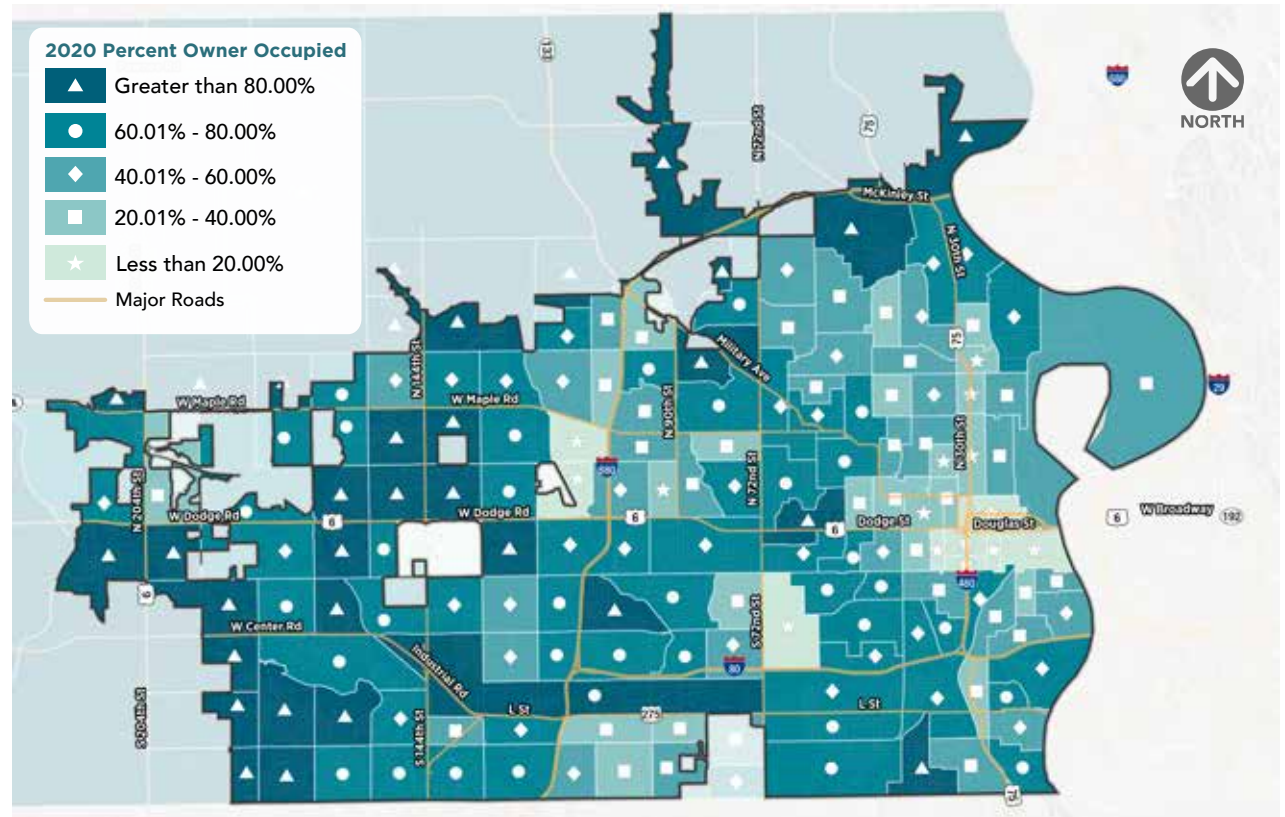 2020 Percent Owner Occupied
Greater than 80.00%
60.01% - 80.00%
40.01% - 60.00%
20.01% - 40.00%
Less than 20.00%
Major Roads
NORTH
133
680
75
N 72nd St
McKinley St
N 30th St
75
Military Ave
N 144th St
W Maple Rd
W Maple Rd
N 90th St
29
N 30th St
680
N 204th St
N 72nd St
W Dodge Rd
W Dodge Rd
6
6
6
Dodge St
Douglas St
6
W Broadway
192
480
6
S 72nd St
W Center Rd
Industrial Rd
80
S 204th St
S 144th St
L St
275
L St
75